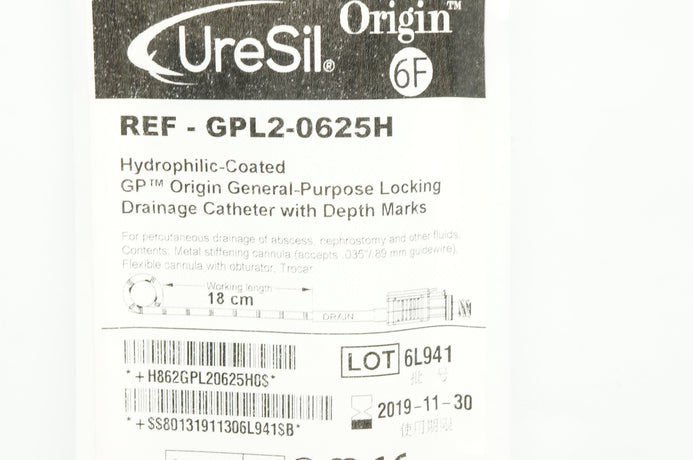 UreSil®
Origin™
6F
REF - GPL2-0625H
Hydrophilic-Coated
GP™ Origin General-Purpose Locking
Drainage Catheter with Depth Marks
For percutaneous drainage of abscess, nephrostomy and other fluids.
Contents: Metal stiffening cannula (accepts .035"/.89 mm guidewire),
Flexible cannula with obturator, Trocar
Working length
18 cm
DRAIN
LOT 6L941
批 号
*+H862GPL20625H0S*
2019-11-30
使用期限
*+$$80131911306L941SB*